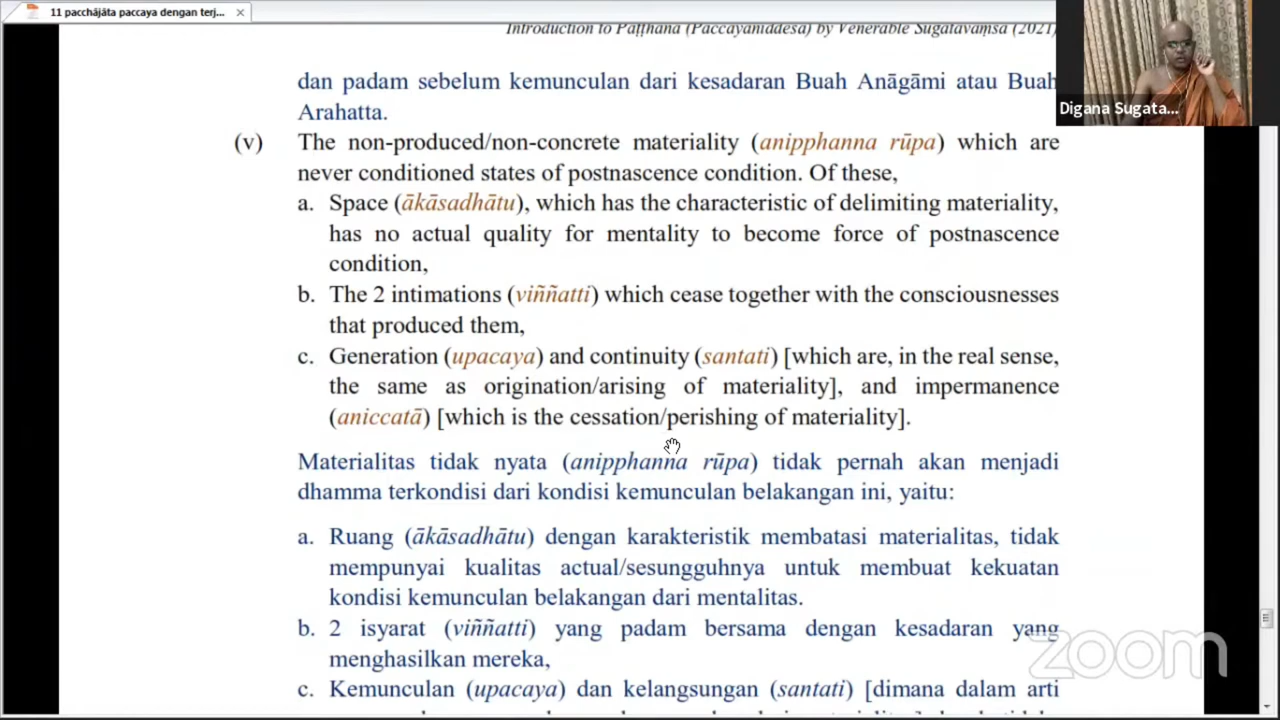 11 pacchājāta paccaya dengan terj...
Introduction to Paṭṭhāna (Paccayaniddesa) by Venerable Sugatavaṃsa (2021)
dan padam sebelum kemunculan dari kesadaran Buah Anāgāmi atau Buah
Arahatta.
Digana Sugata...
(v) The non-produced/non-concrete materiality (anipphanna rūpa) which are
never conditioned states of postnascence condition. Of these,
a. Space (ākāsadhātu), which has the characteristic of delimiting materiality,
has no actual quality for mentality to become force of postnascence
condition,
b. The 2 intimations (viññatti) which cease together with the consciousnesses
that produced them,
c. Generation (upacaya) and continuity (santati) [which are, in the real sense,
the same as origination/arising of materiality], and impermanence
(aniccatā) [which is the cessation/perishing of materiality].
Materialitas tidak nyata (anipphanna rūpa) tidak pernah akan menjadi
dhamma terkondisi dari kondisi kemunculan belakangan ini, yaitu:
a. Ruang (ākāsadhātu) dengan karakteristik membatasi materialitas, tidak
mempunyai kualitas actual/sesungguhnya untuk membuat kekuatan
kondisi kemunculan belakangan dari mentalitas.
b. 2 isyarat (viññatti) yang padam bersama dengan kesadaran yang
menghasilkan mereka,
c. Kemunculan (upacaya) dan kelangsungan (santati) [dimana dalam arti
zoom